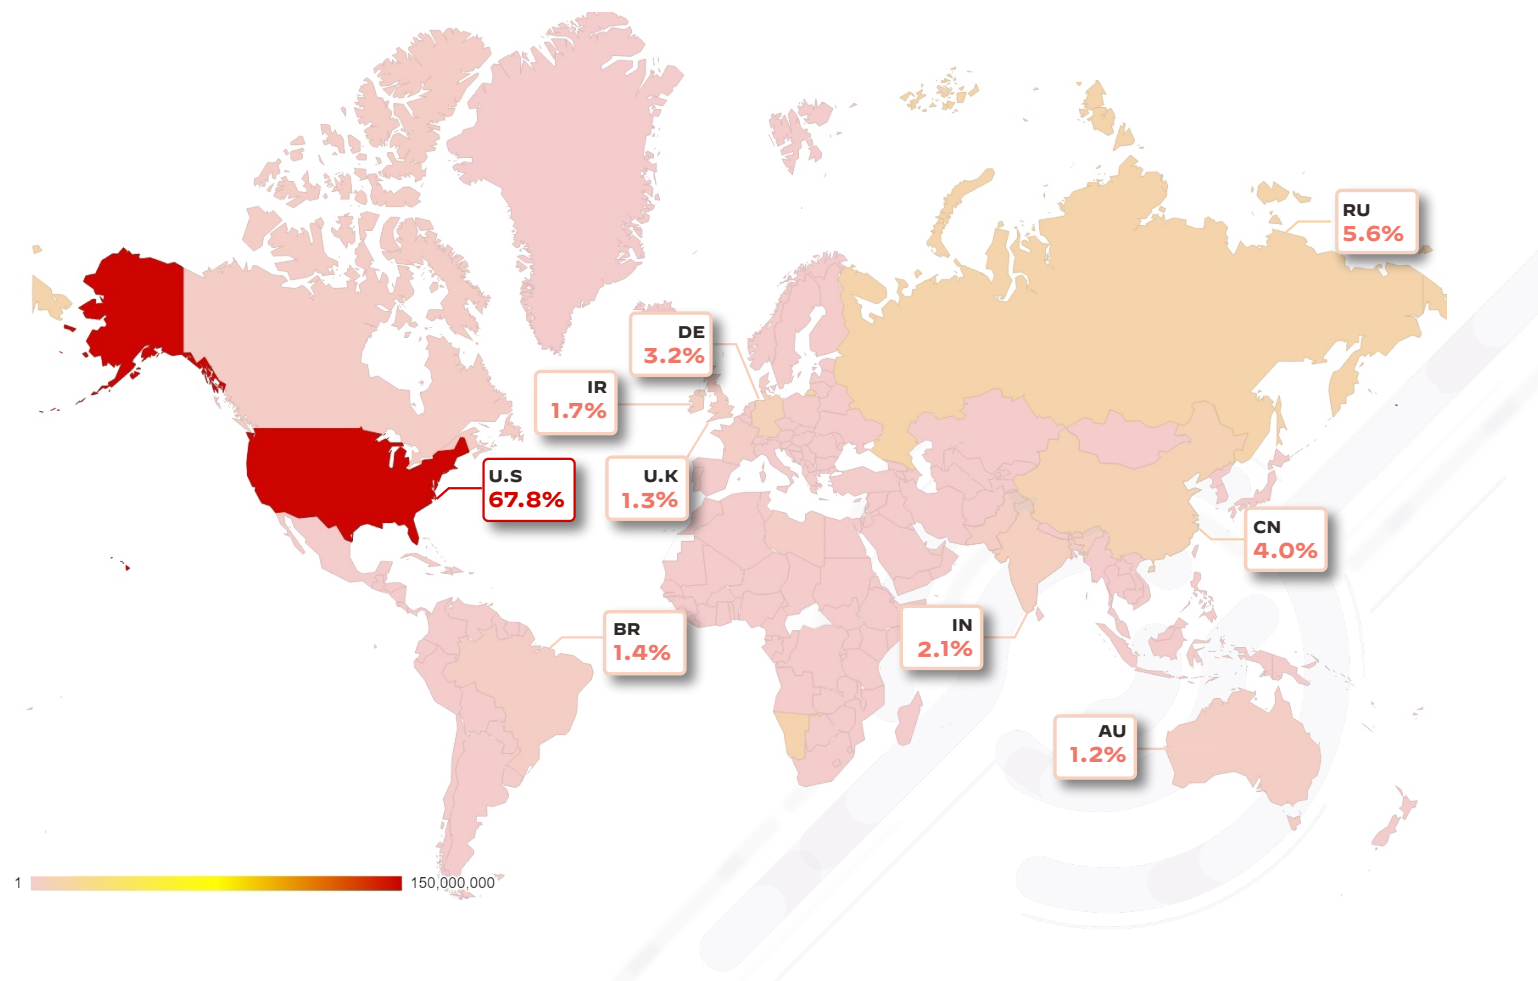 RU
5.6%
DE
3.2%
IR
1.7%
U.S
67.8%
U.K
1.3%
CN
4.0%
BR
1.4%
IN
2.1%
AU
1.2%
1
150,000,000